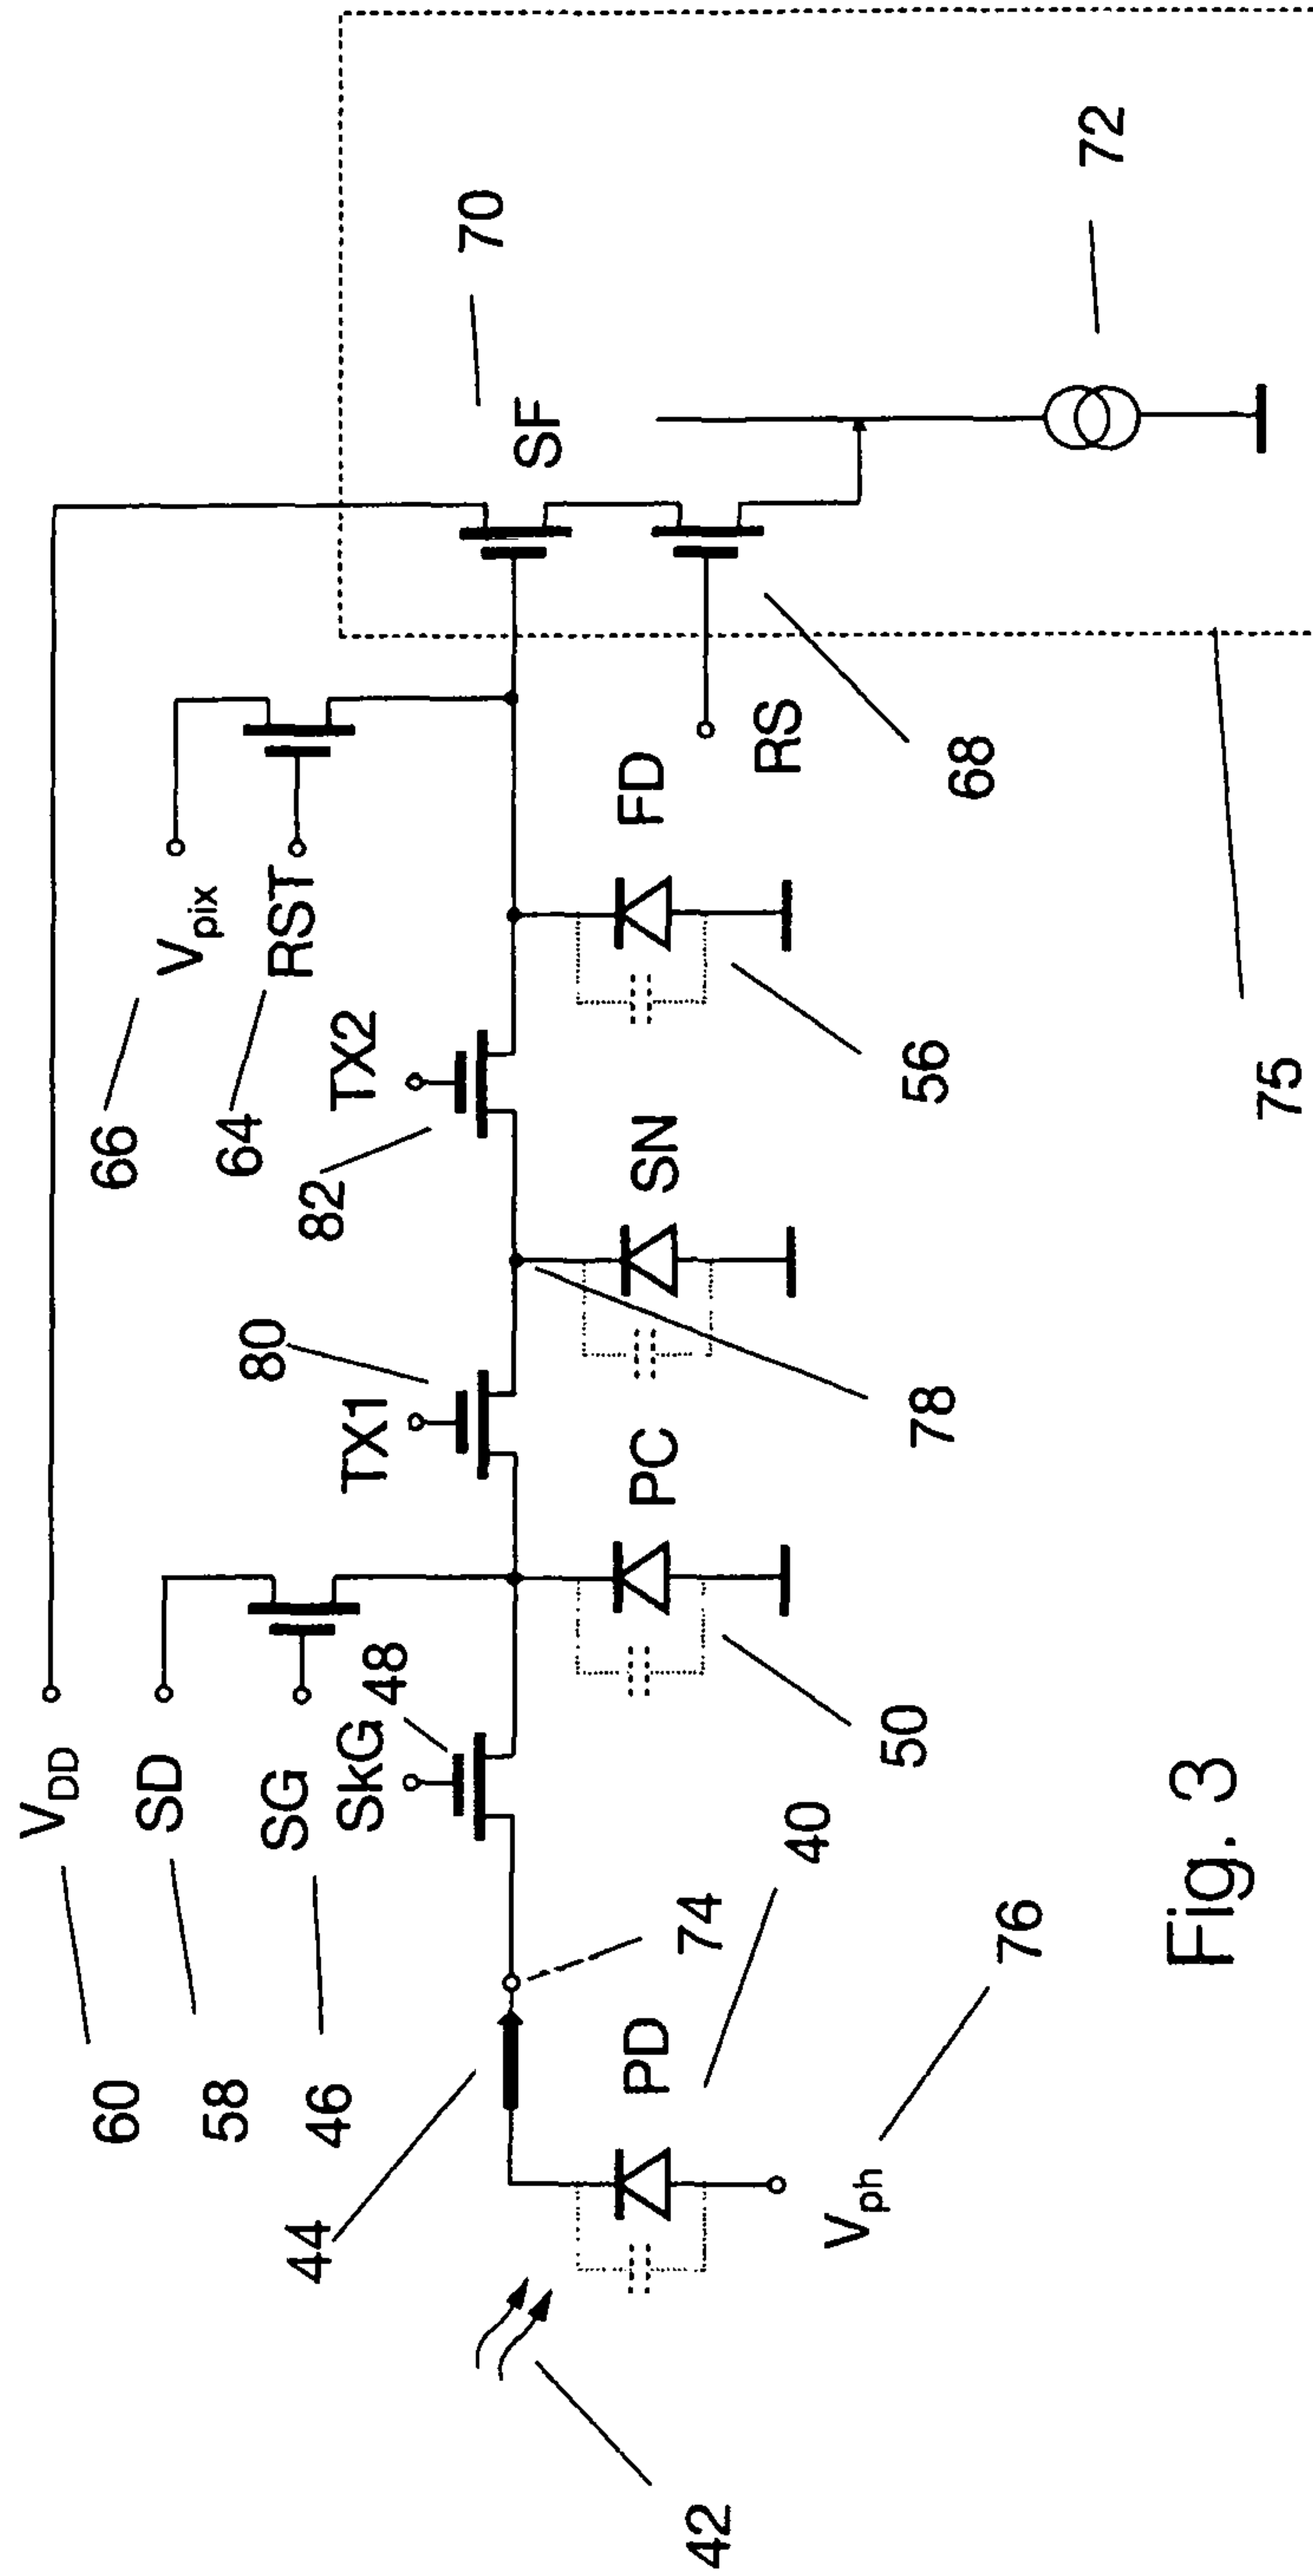 60
V_DD
58
SD
46
SG
SkG
48
TX1
80
82
TX2
66
V_pix
64
RST
70
SF
72
42
44
74
PD
40
V_ph
76
PC
50
SN
78
FD
56
RS
68
75
Fig. 3